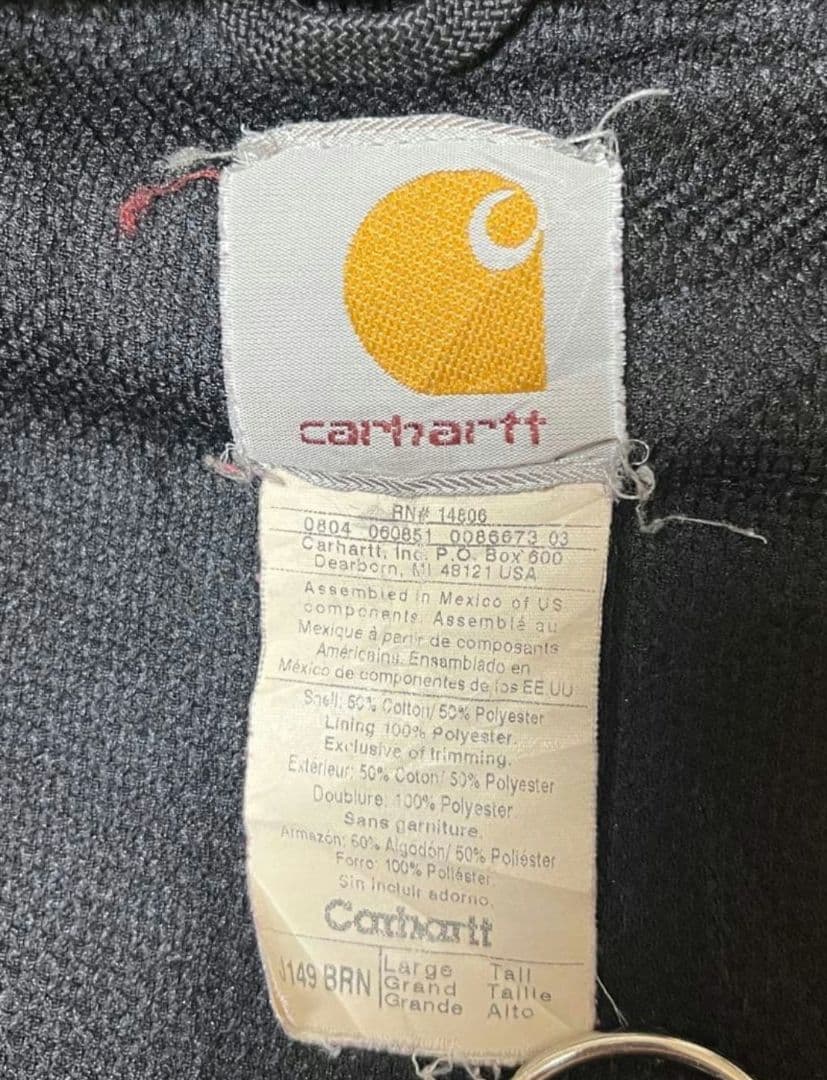 carhartt
RN# 14806
0804 060851 0086673 03
Carhartt, Inc. P.O. Box 600
Dearborn, MI 48121 USA
Assembled in Mexico of US
components. Assemblé au
Mexique à partir de composants
Américains. Ensamblado en
México de componentes de los EE UU
Shell: 50% Cotton/ 50% Polyester
Lining 100% Polyester.
Exclusive of trimming.
Extérieur: 50% Coton/ 50% Polyester
Doublure: 100% Polyester
Sans garniture.
Armazón: 50% Algodón/ 50% Poliéster
Forro: 100% Poliéster.
Sin incluir adorno.
Carhartt
J149 BRN
Large Tall
Grand Taille
Grande Alto